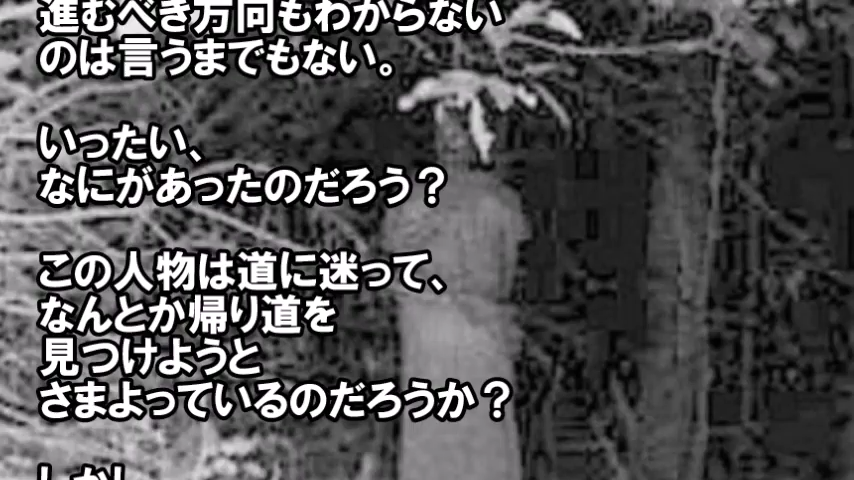 進むべき方向もわからない
のは言うまでもない。
いったい、
なにがあったのだろう？
この人物は道に迷って、
なんとか帰り道を
見つけようと
さまよっているのだろうか？
しかし